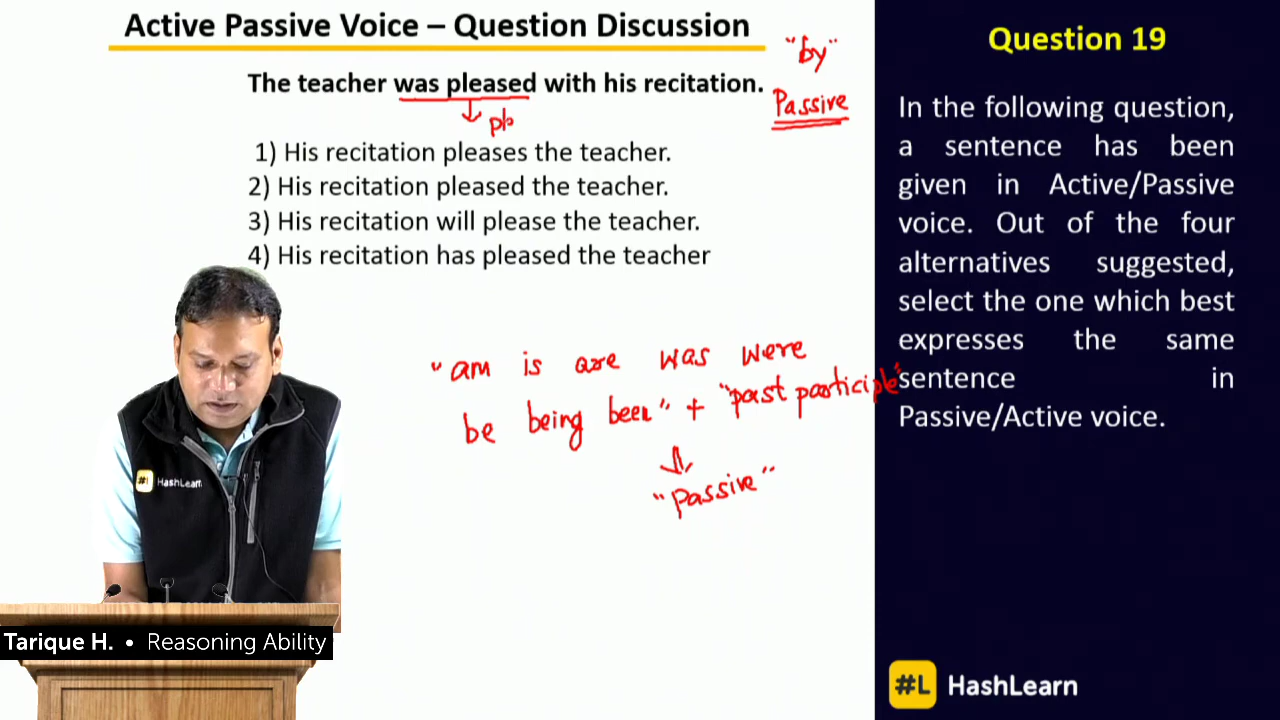 Active Passive Voice – Question Discussion
"by"
Passive
The teacher was pleased with his recitation.
1) His recitation pleases the teacher.
2) His recitation pleased the teacher.
3) His recitation will please the teacher.
4) His recitation has pleased the teacher
"am is are was were
be being been" + "past participle"
"Passive"
#L HashLearn
Tarique H. • Reasoning Ability
Question 19
In the following question,
a sentence has been
given in Active/Passive
voice. Out of the four
alternatives suggested,
select the one which best
expresses the same
sentence in
Passive/Active voice.
#L HashLearn